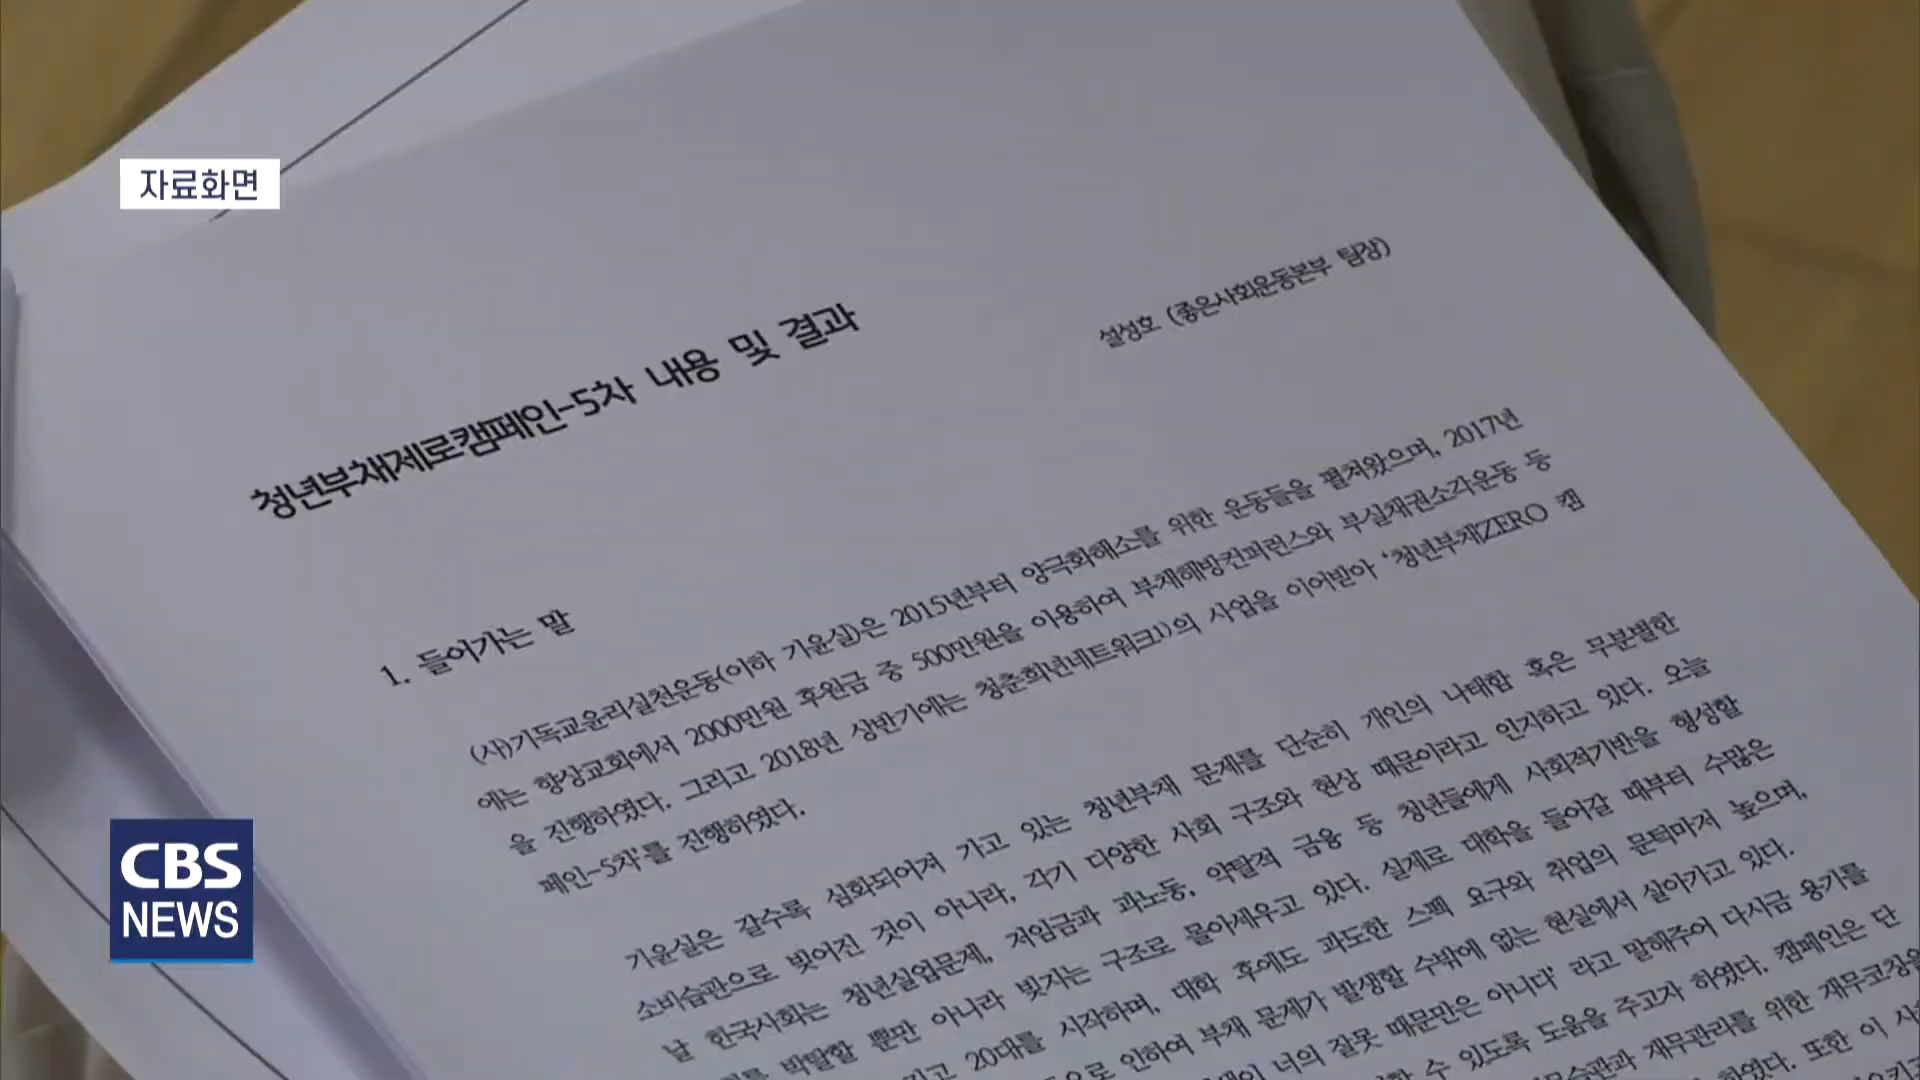 자료화면
청년부채제로캠페인-5차 내용 및 결과
설성호 (좋은사회운동본부 팀장)
1. 들어가는 말
(사)기독교윤리실천운동(이하 기윤실)은 2015년부터 양극화해소를 위한 운동들을 펼쳐왔으며, 2017년
에는 향상교회에서 2000만원 후원금 중 500만원을 이용하여 부채해방컨퍼런스와 부실채권소각운동 등
을 진행하였다. 그리고 2018년 상반기에는 청춘희년네트워크1)의 사업을 이어받아 '청년부채ZERO 캠
페인-5차'를 진행하였다.
기윤실은 갈수록 심화되어져 가고 있는 청년부채 문제를 단순히 개인의 나태함 혹은 무분별한
소비습관으로 빚어진 것이 아니라, 각기 다양한 사회 구조와 현상 때문이라고 인지하고 있다. 오늘
날 한국사회는 청년실업문제, 저임금과 과노동, 약탈적 금융 등 청년들에게 사회적기반을 형성할
박탈할 뿐만 아니라 빚지는 구조로 몰아세우고 있다. 실제로 대학을 들어갈 때부터 수많은
20대를 시작하며, 대학 후에도 과도한 스펙 요구와 취업의 문턱마저 높으며,
으로 인하여 부채 문제가 발생할 수밖에 없는 현실에서 살아가고 있다.
너의 잘못 때문만은 아니다' 라고 말해주어 다시금 용기를
수 있도록 도움을 주고자 하였다. 캠페인은 단
재무관리를 위한 재무코칭을
하였다. 또한 이
CBS
NEWS